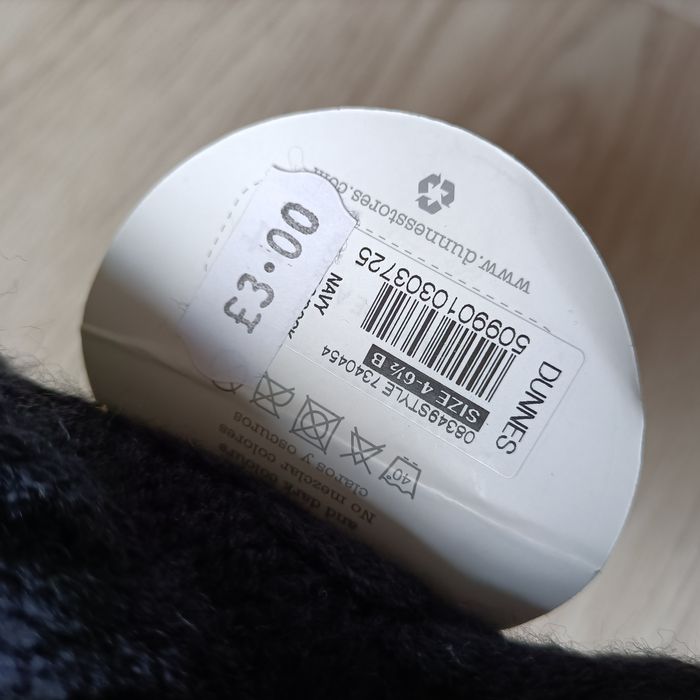 www.dunnesstores.com
£3.00
DUNNES
08349STYLE 7340454
SIZE 4-6½ B
5099010303725
NAVY
40°
and dark colours
No mezclar colores
claros y oscuros